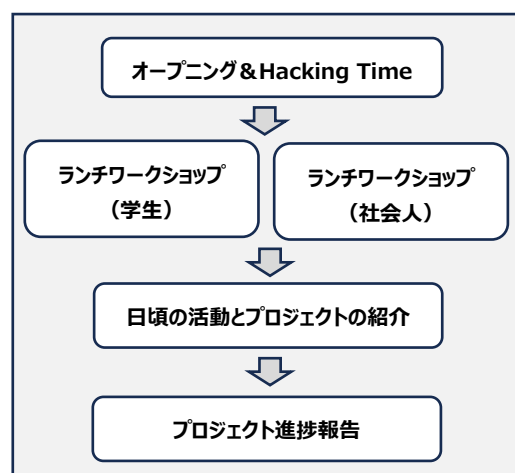 オープニング＆Hacking Time
ランチワークショップ
（学生）
ランチワークショップ
（社会人）
日頃の活動とプロジェクトの紹介
プロジェクト進捗報告